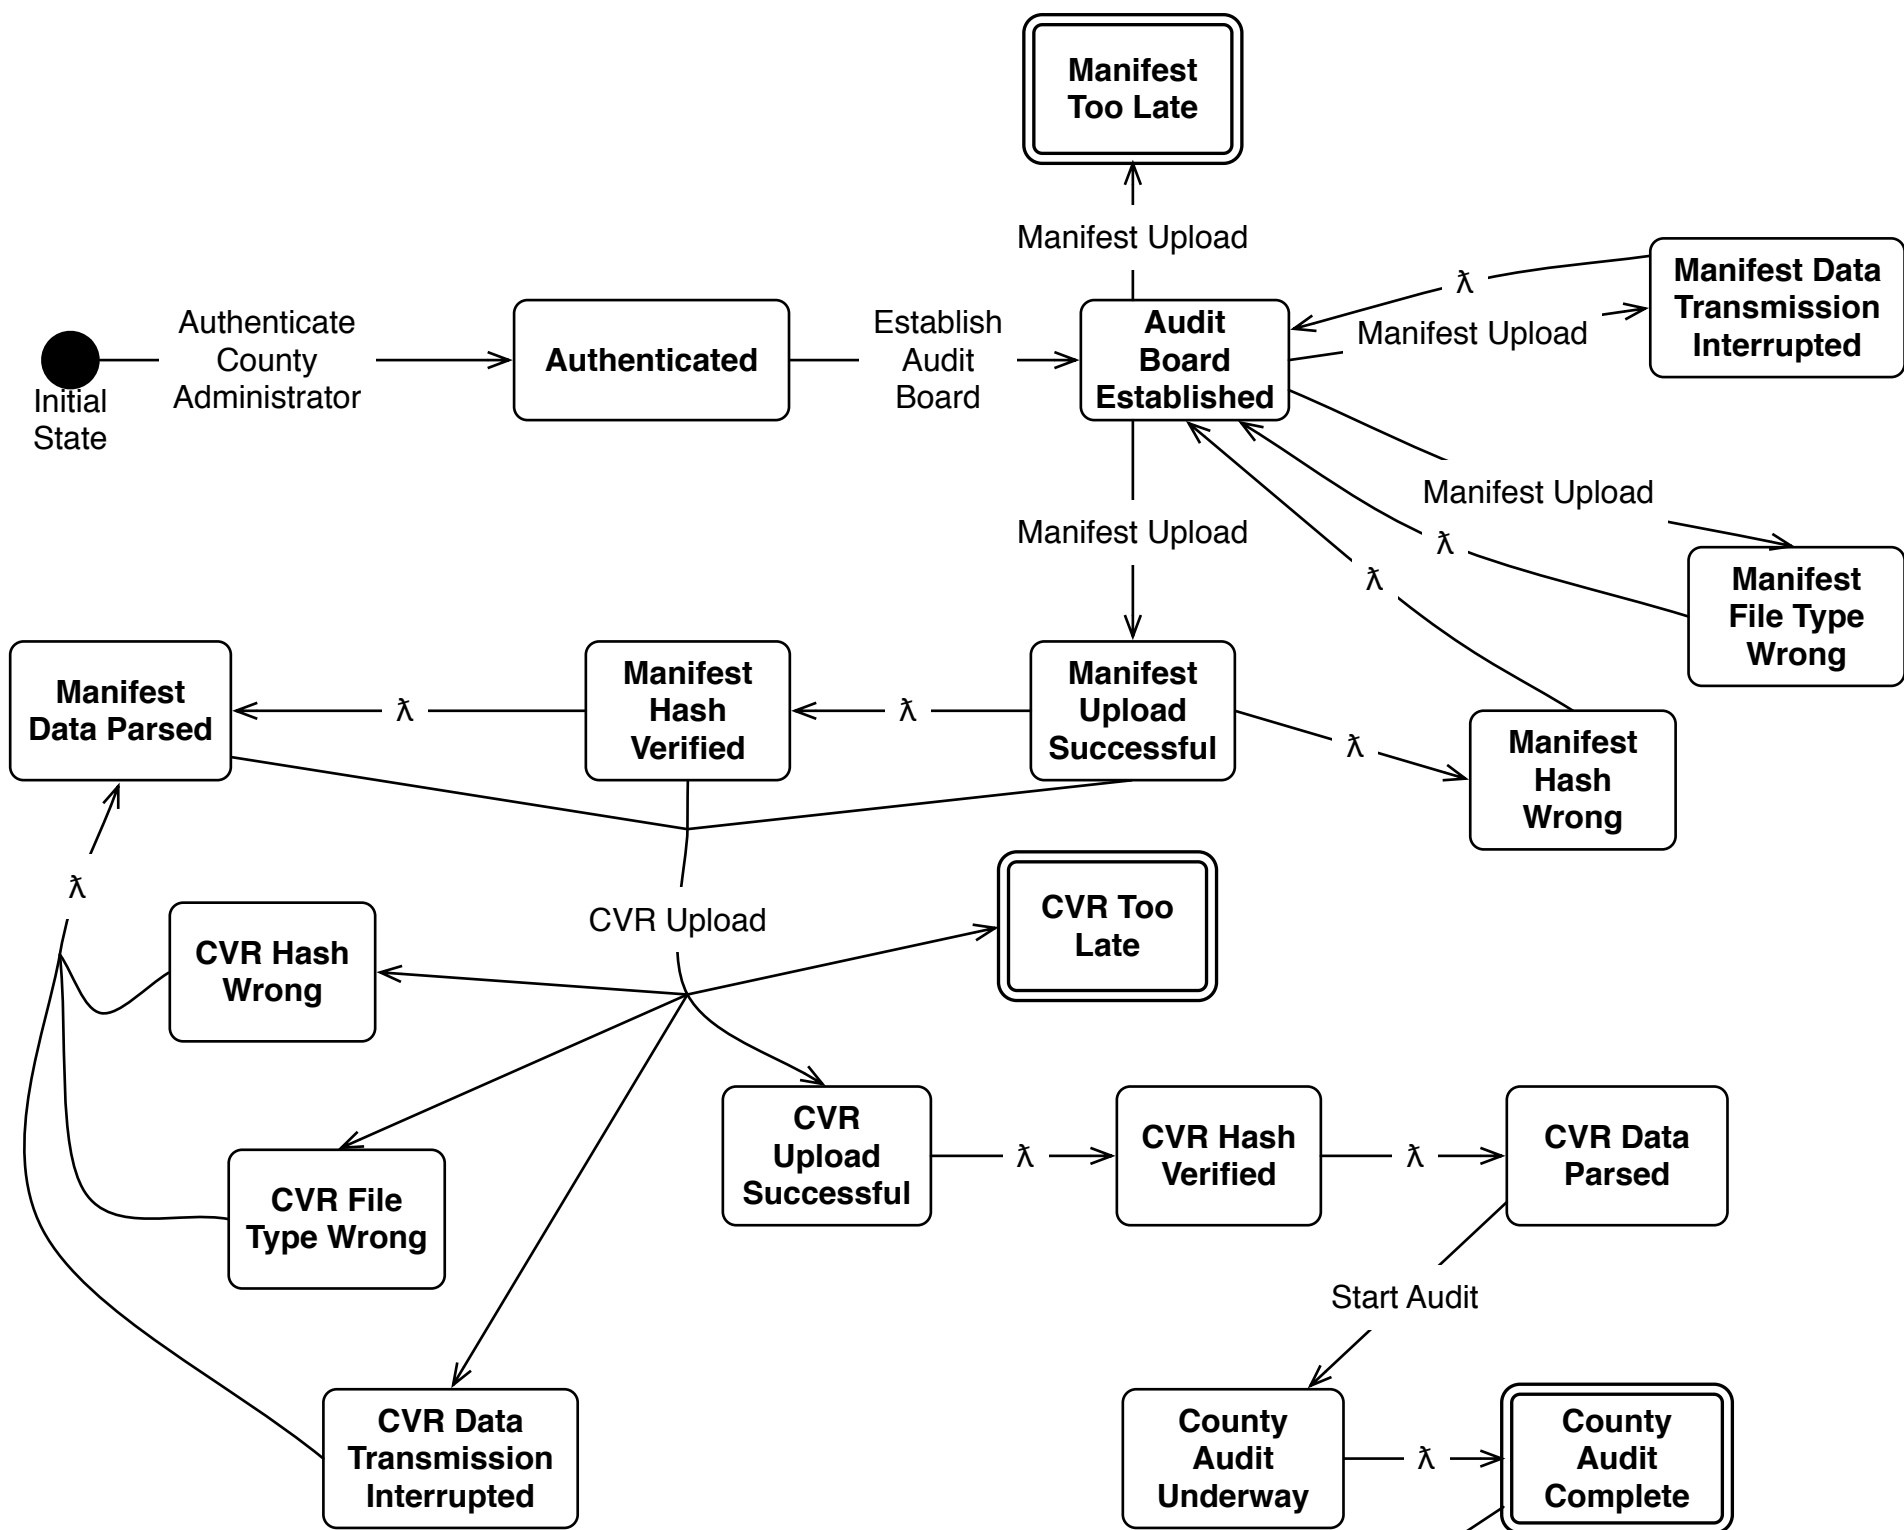 Manifest
Too Late
Manifest Upload
Manifest Data
Transmission
Interrupted
ƛ
Manifest Upload
Authenticate
County
Administrator
Initial
State
Authenticated
Establish
Audit
Board
Audit
Board
Established
Manifest Upload
Manifest Upload
ƛ
ƛ
Manifest
File Type
Wrong
Manifest
Data Parsed
ƛ
Manifest
Hash
Verified
ƛ
Manifest
Upload
Successful
ƛ
Manifest
Hash
Wrong
ƛ
CVR Hash
Wrong
CVR Upload
CVR Too
Late
CVR File
Type Wrong
CVR
Upload
Successful
ƛ
CVR Hash
Verified
ƛ
CVR Data
Parsed
Start Audit
CVR Data
Transmission
Interrupted
County
Audit
Underway
ƛ
County
Audit
Complete